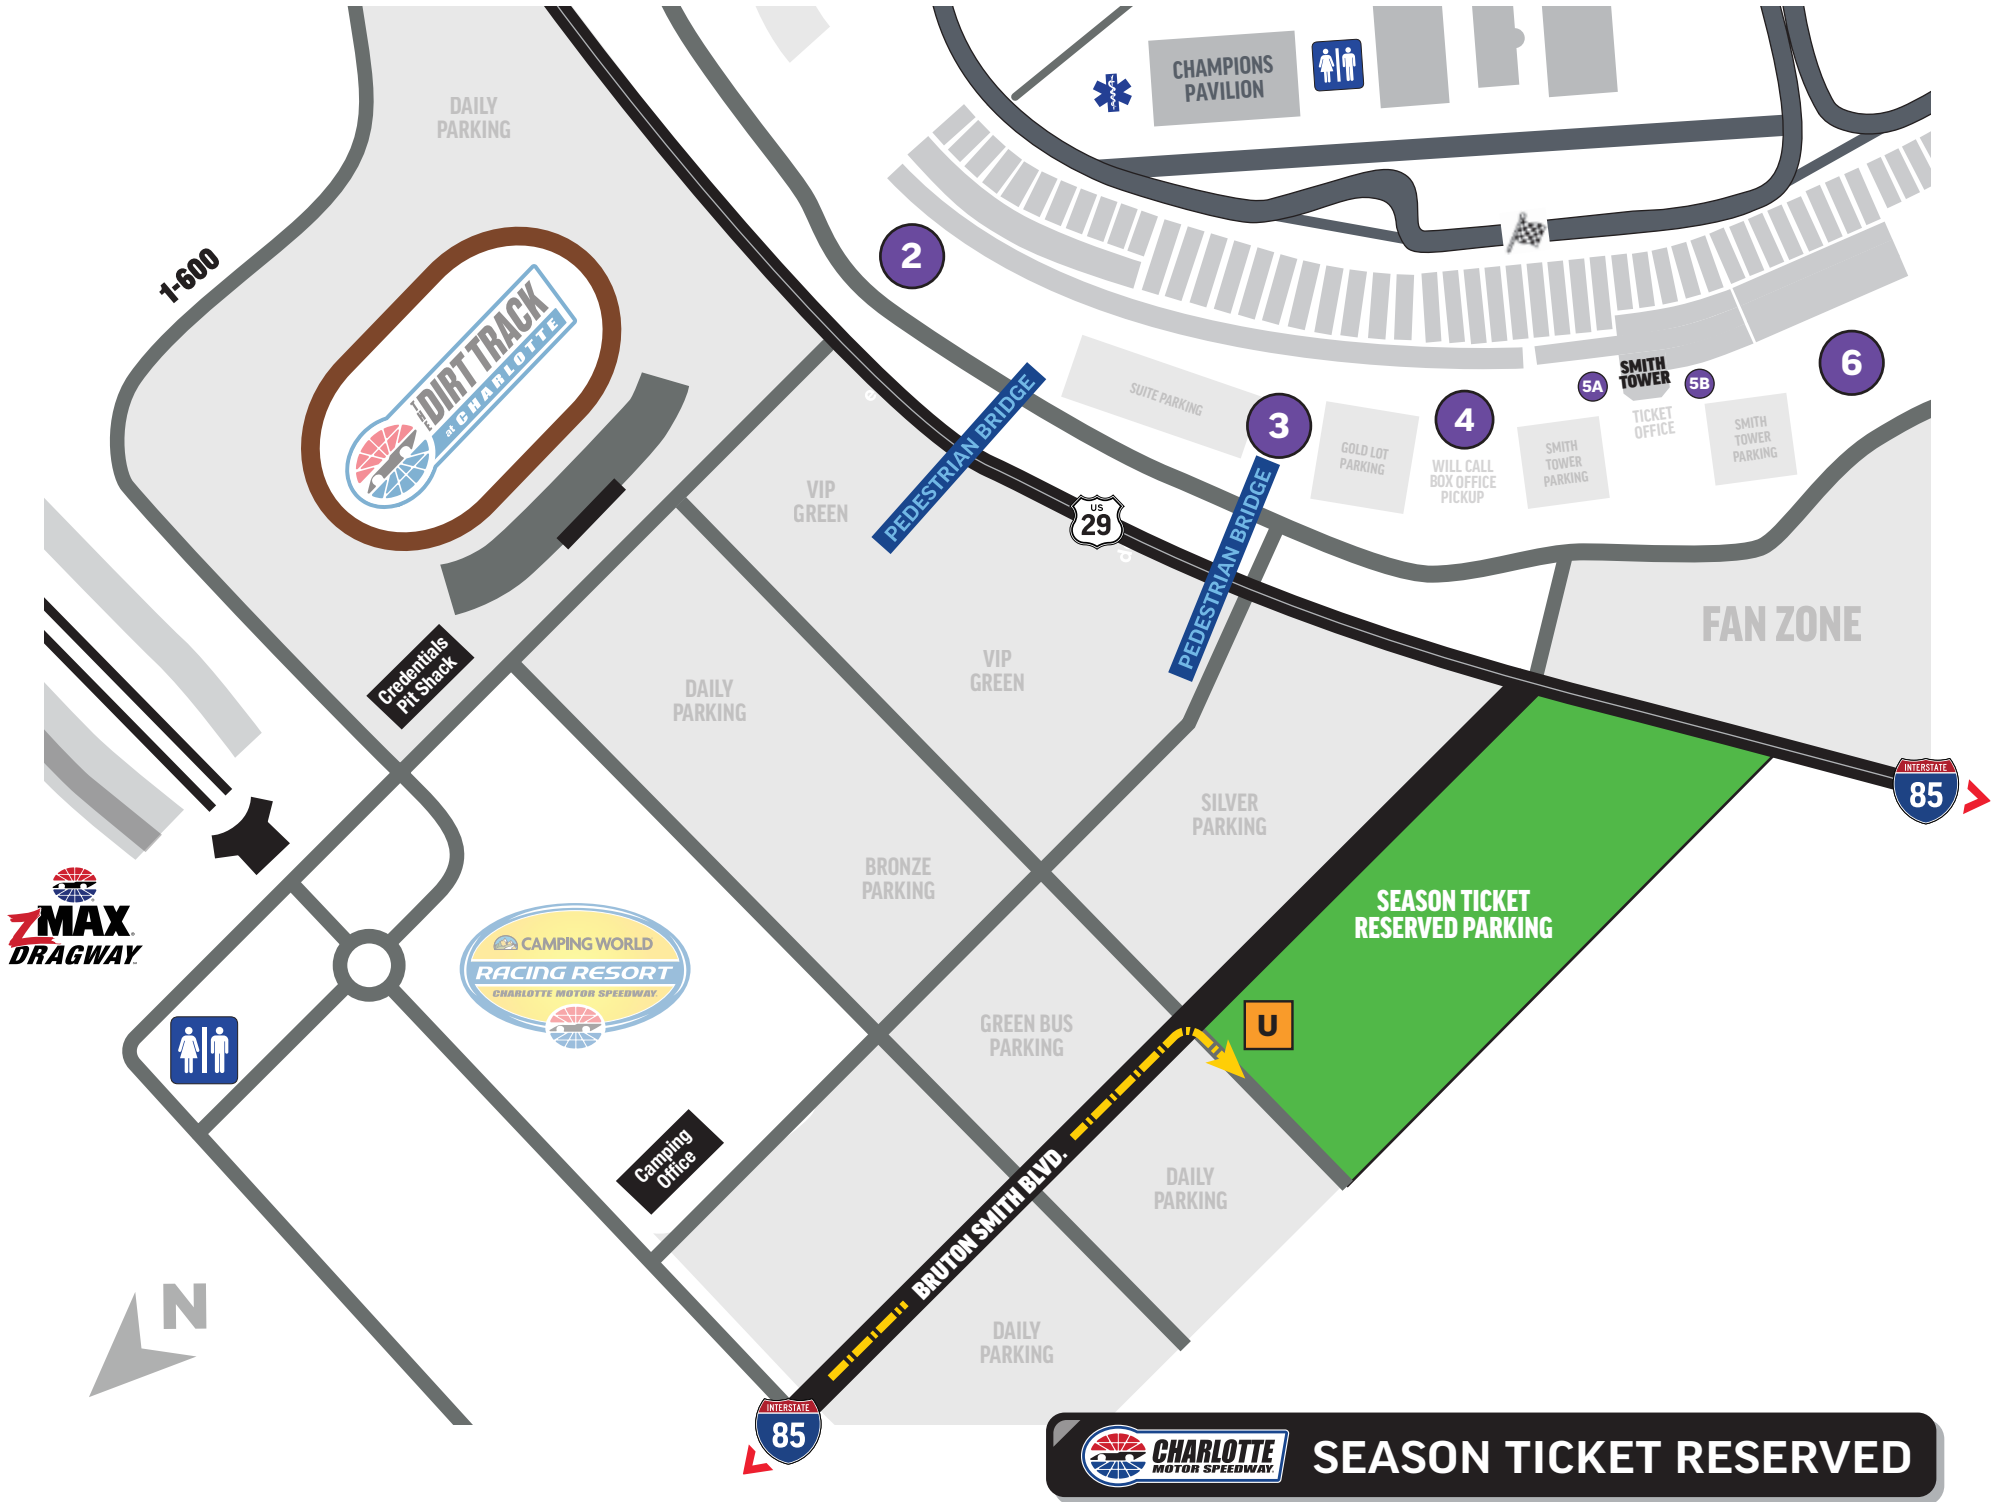 CHAMPIONS
PAVILION
DAILY
PARKING
1-600
2
THE
DIRT TRACK
at CHARLOTTE
PEDESTRIAN BRIDGE
SUITE PARKING
3
GOLD LOT
PARKING
4
WILL CALL
BOX OFFICE
PICKUP
5A
SMITH
TOWER
5B
6
TICKET
OFFICE
SMITH
TOWER
PARKING
SMITH
TOWER
PARKING
VIP
GREEN
e
US
29
d
PEDESTRIAN BRIDGE
FAN ZONE
Credentials
Pit Shack
DAILY
PARKING
VIP
GREEN
SILVER
PARKING
INTERSTATE
85
BRONZE
PARKING
SEASON TICKET
RESERVED PARKING
ZMAX
DRAGWAY
CAMPING WORLD
RACING RESORT
CHARLOTTE MOTOR SPEEDWAY
GREEN BUS
PARKING
U
Camping
Office
BRUTON SMITH BLVD.
DAILY
PARKING
N
DAILY
PARKING
INTERSTATE
85
CHARLOTTE
MOTOR SPEEDWAY
SEASON TICKET RESERVED